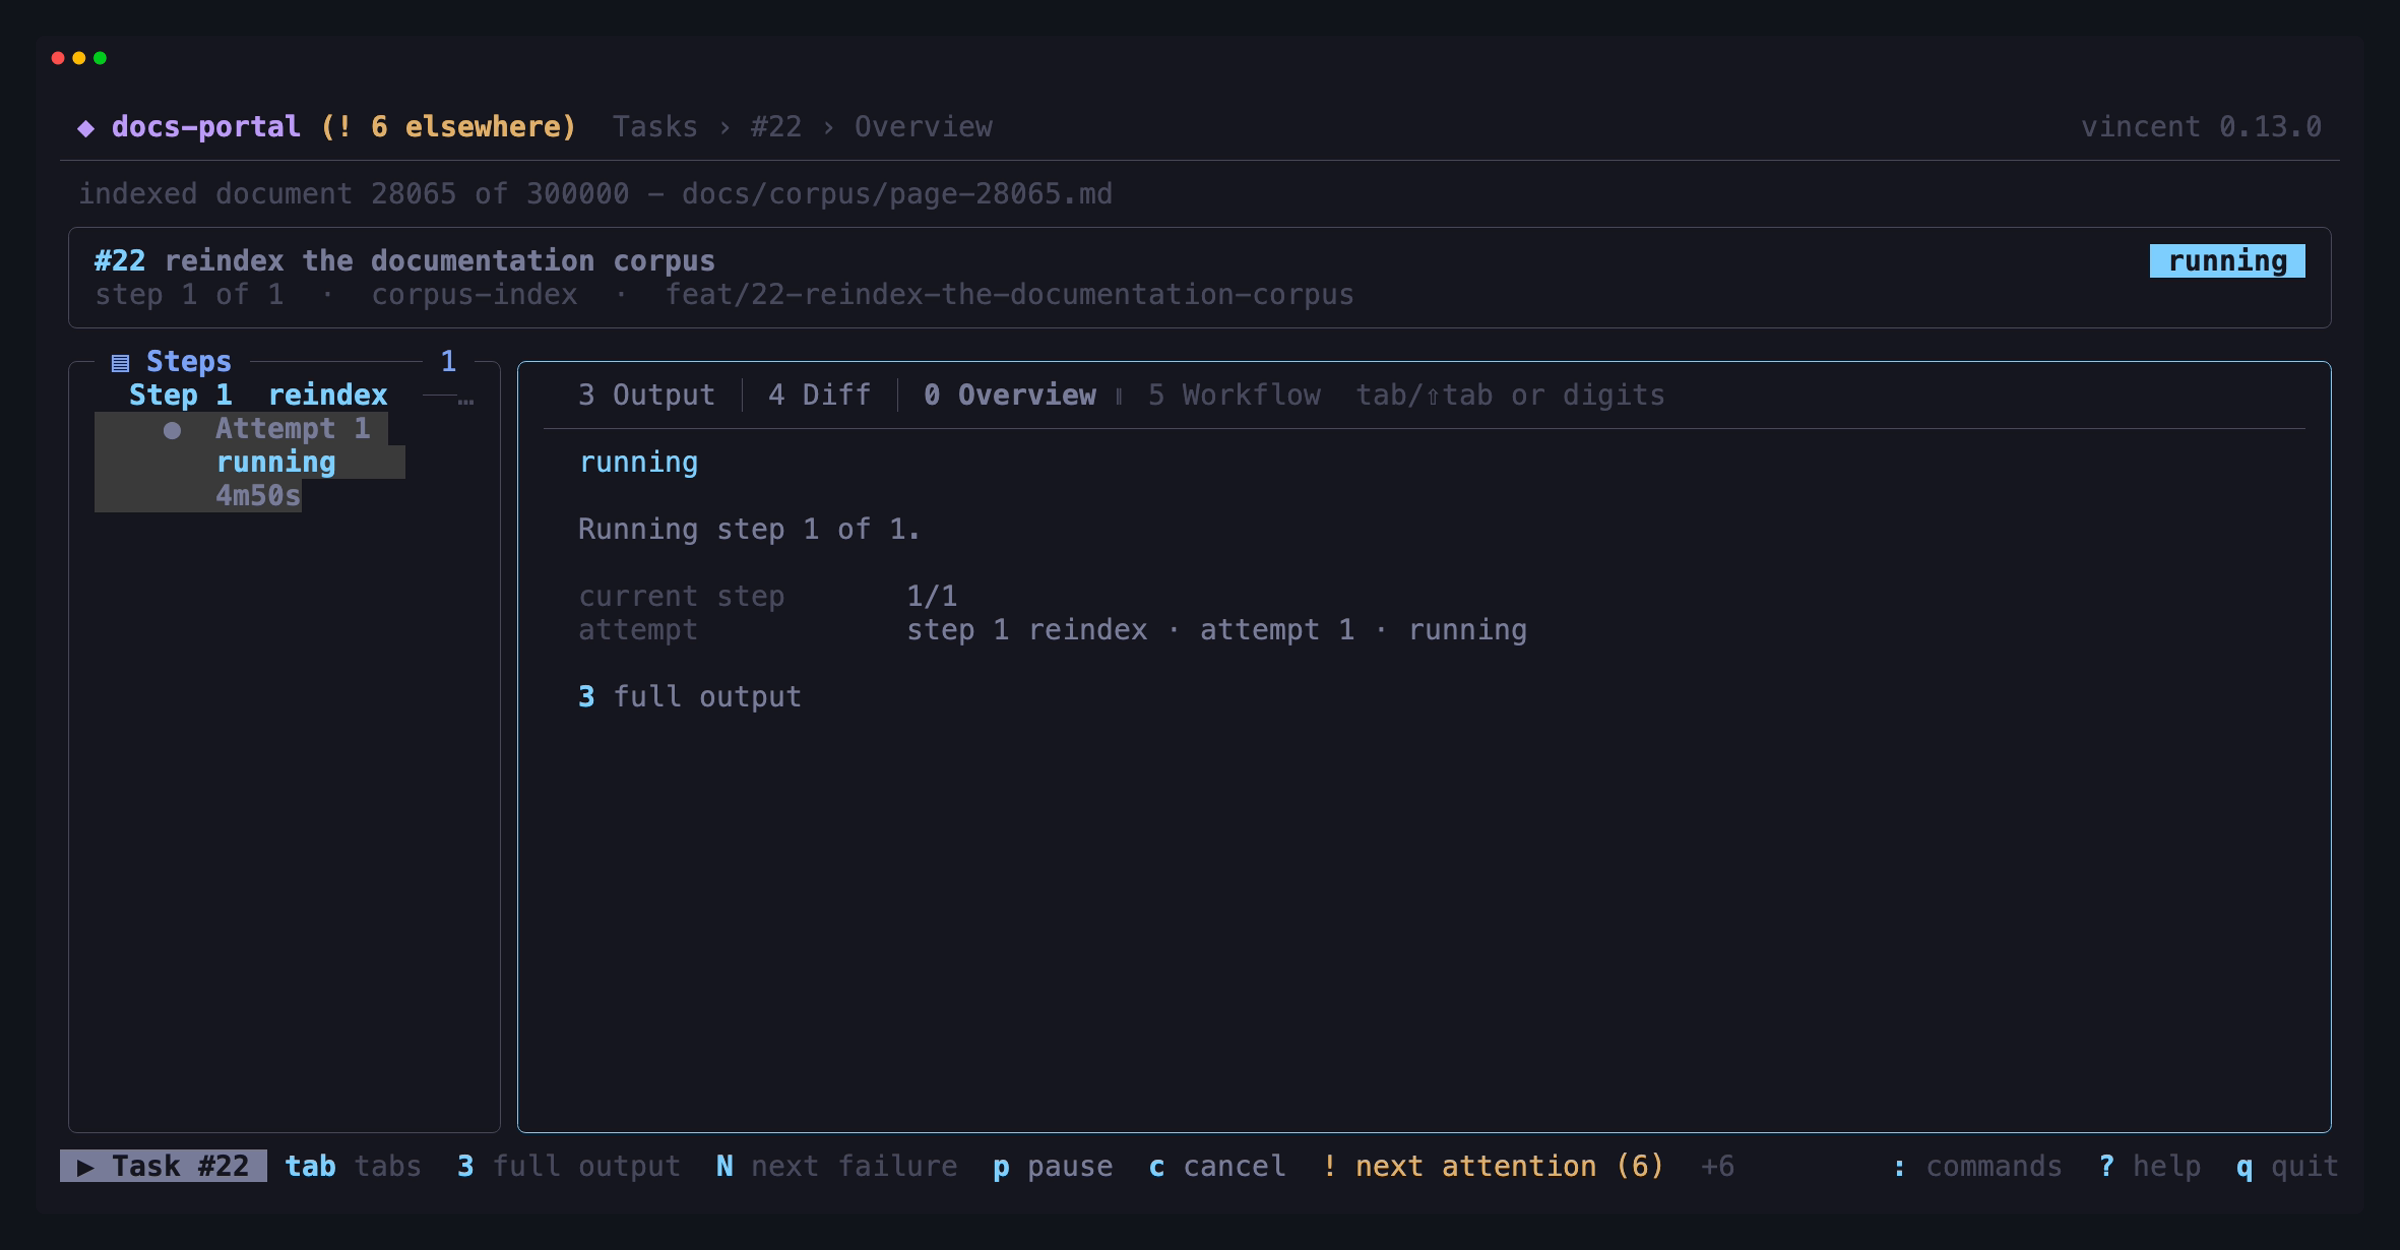 ◆ docs-portal (! 6 elsewhere) Tasks › #22 › Overview vincent 0.13.0
indexed document 28065 of 300000 — docs/corpus/page-28065.md
#22 reindex the documentation corpus running
step 1 of 1 · corpus-index · feat/22-reindex-the-documentation-corpus
▤ Steps 1
Step 1 reindex ──…
● Attempt 1
running
4m50s
3 Output │ 4 Diff │ 0 Overview ‖ 5 Workflow tab/⇧tab or digits
running
Running step 1 of 1.
current step 1/1
attempt step 1 reindex · attempt 1 · running
3 full output
▶ Task #22 tab tabs 3 full output N next failure p pause c cancel ! next attention (6) +6 : commands ? help q quit